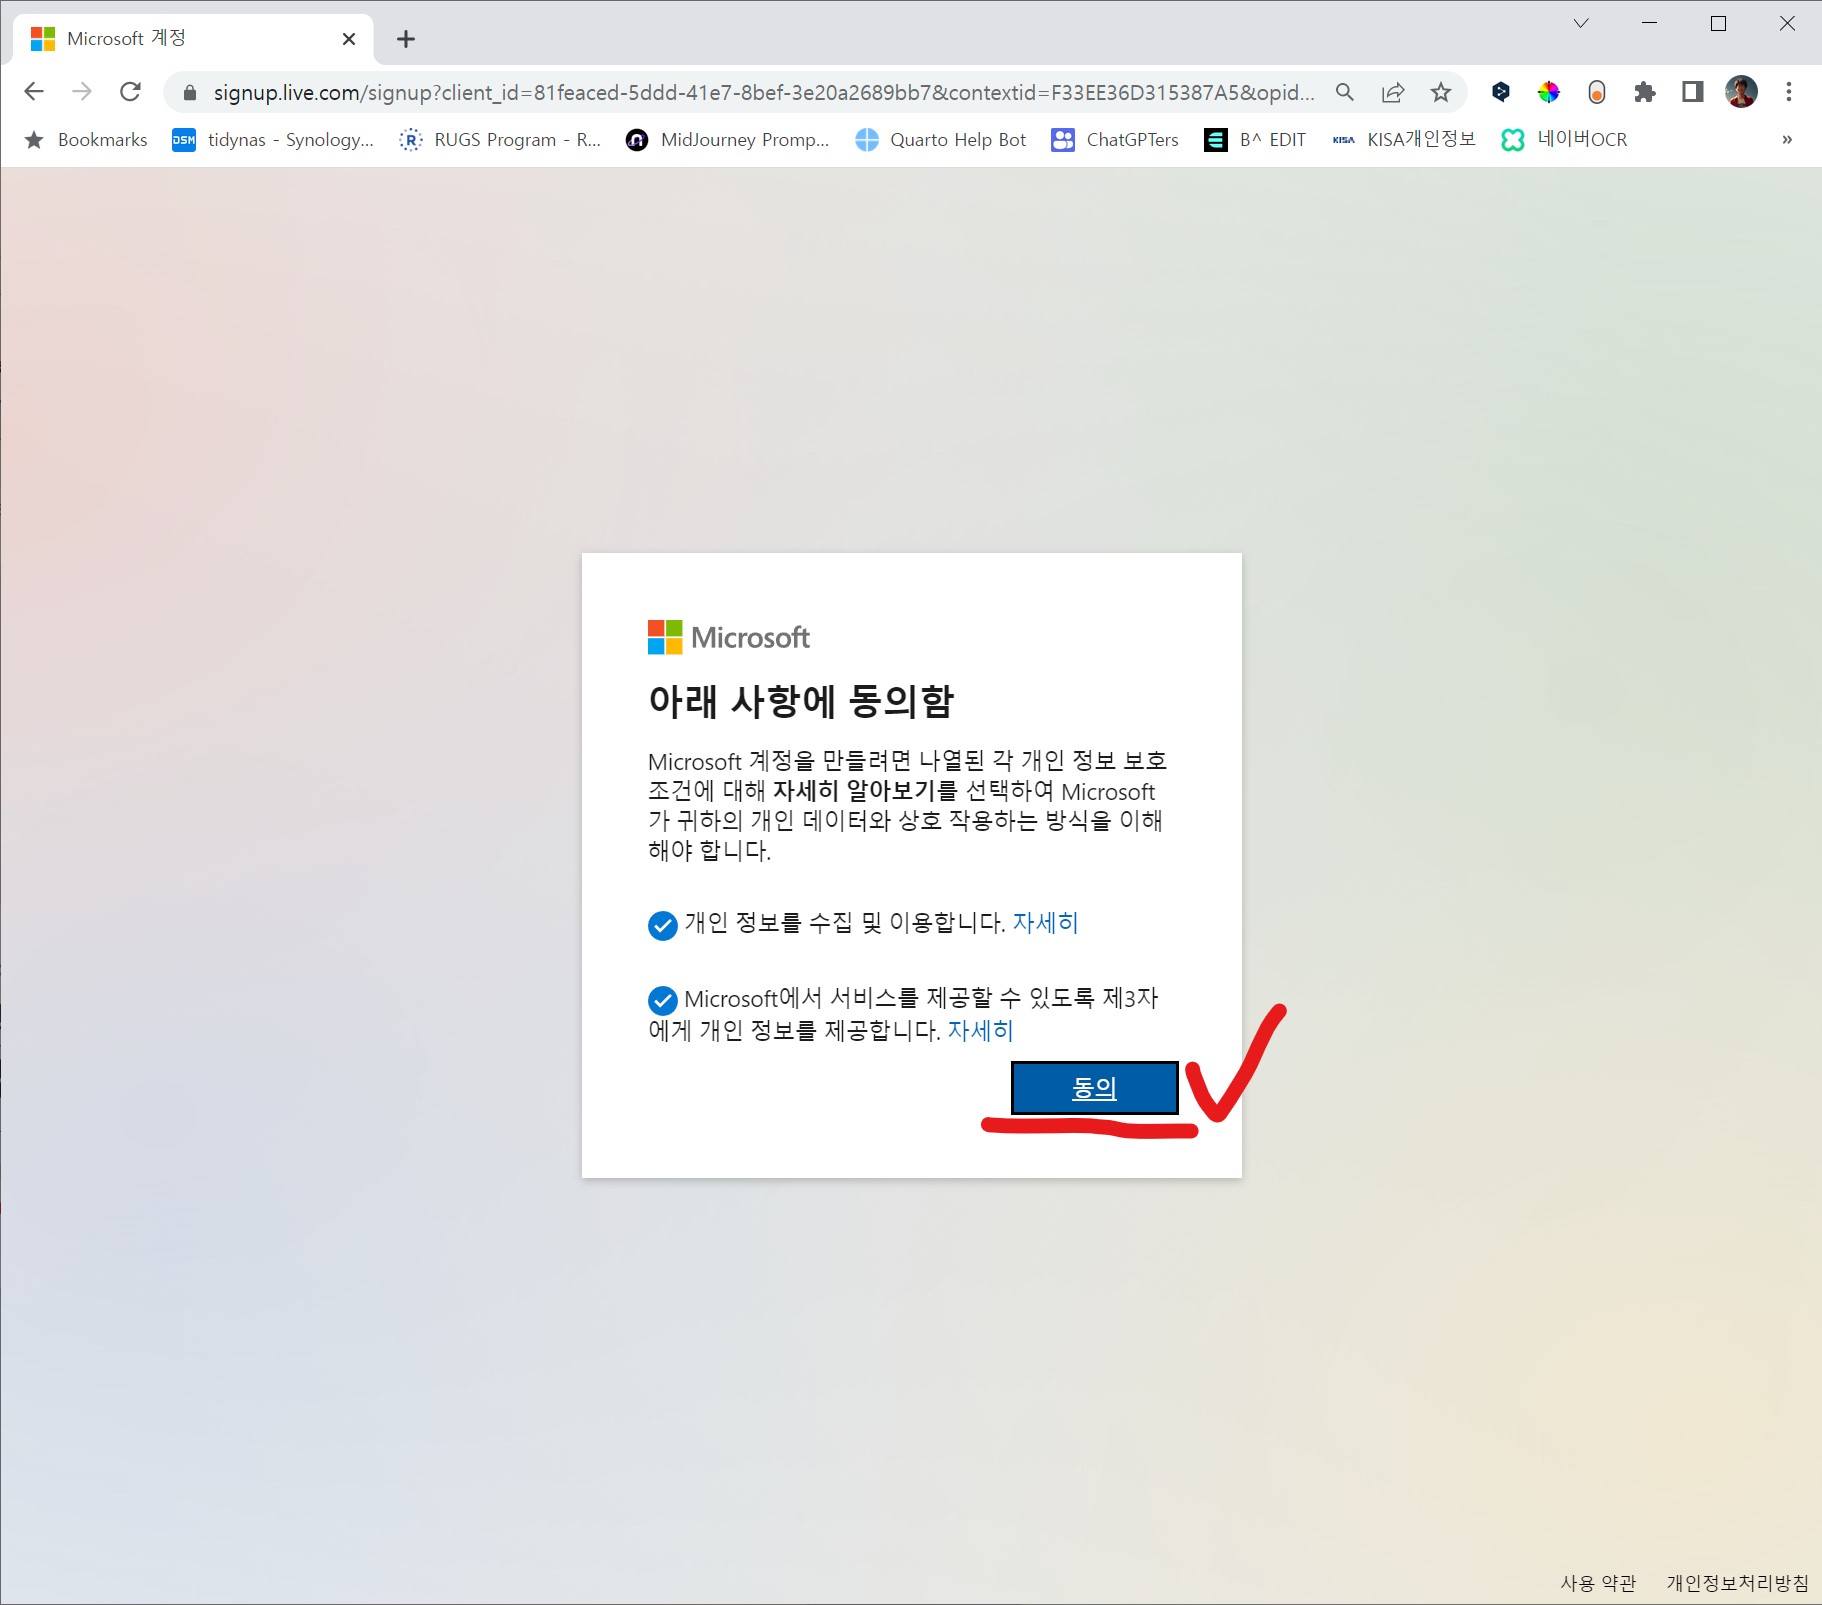 Microsoft 계정
signup.live.com/signup?client_id=81feaced-5ddd-41e7-8bef-3e20a2689bb7&contextid=F33EE36D315387A5&opid...
Bookmarks DSM tidynas - Synology... R RUGS Program - R... MidJourney Promp... Quarto Help Bot ChatGPTers B^ EDIT KISA KISA개인정보 네이버OCR »
Microsoft
아래 사항에 동의함
Microsoft 계정을 만들려면 나열된 각 개인 정보 보호
조건에 대해 자세히 알아보기를 선택하여 Microsoft
가 귀하의 개인 데이터와 상호 작용하는 방식을 이해
해야 합니다.
개인 정보를 수집 및 이용합니다. 자세히
Microsoft에서 서비스를 제공할 수 있도록 제3자
에게 개인 정보를 제공합니다. 자세히
동의
사용 약관 개인정보처리방침